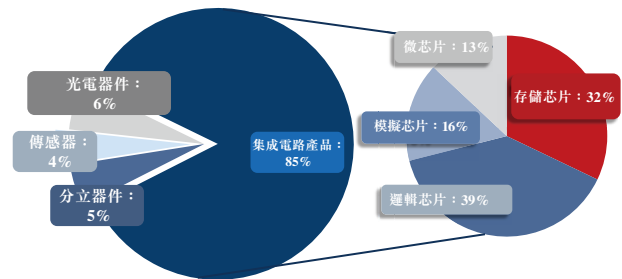 光電器件：
6%
傳感器：
4%
分立器件：
5%
集成電路產品：
85%
微芯片：13%
存儲芯片：32%
模擬芯片：16%
邏輯芯片：39%